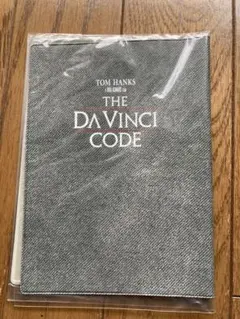 TOM HANKS
THE
DA VINCI
CODE